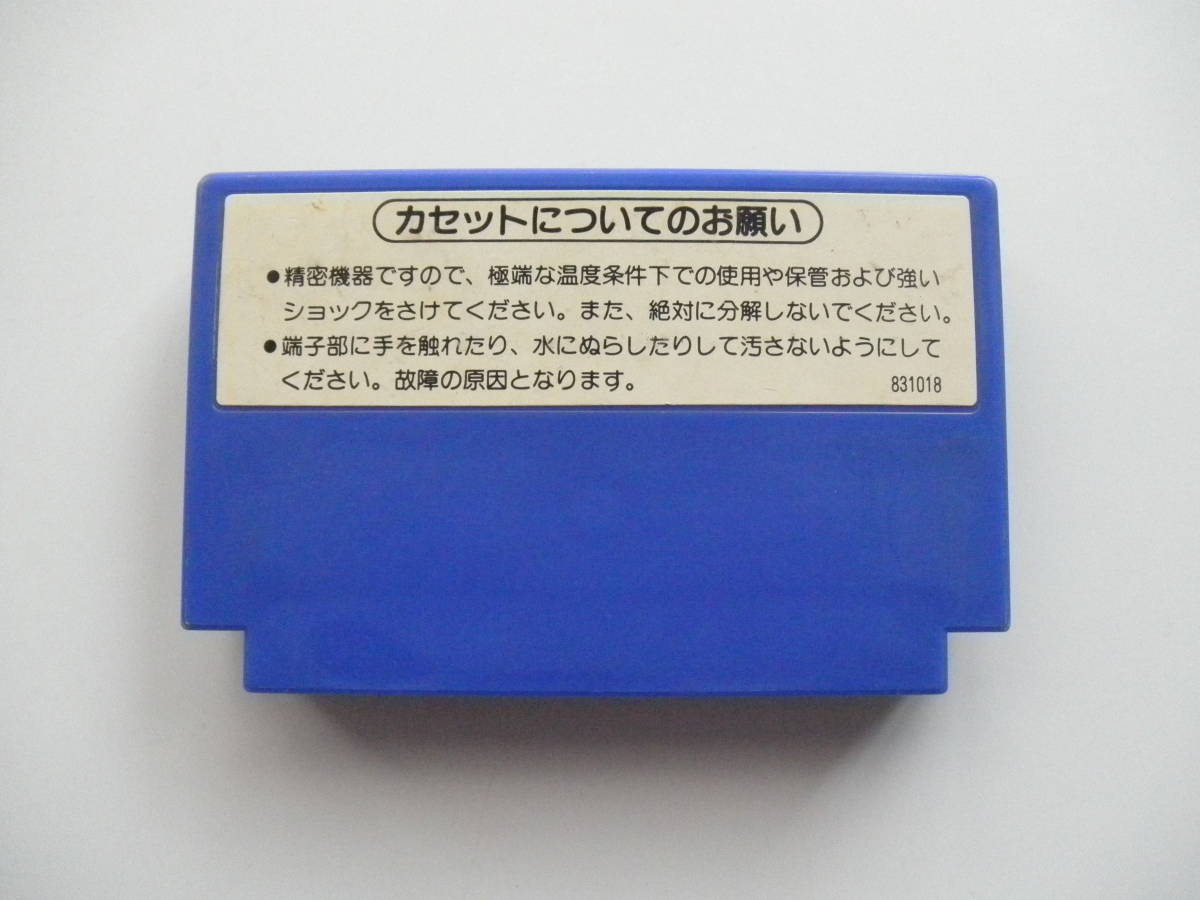 カセットについてのお願い
●精密機器ですので、極端な温度条件下での使用や保管および強い
ショックをさけてください。また、絶対に分解しないでください。
●端子部に手を触れたり、水にぬらしたりして汚さないようにして
ください。故障の原因となります。
831018